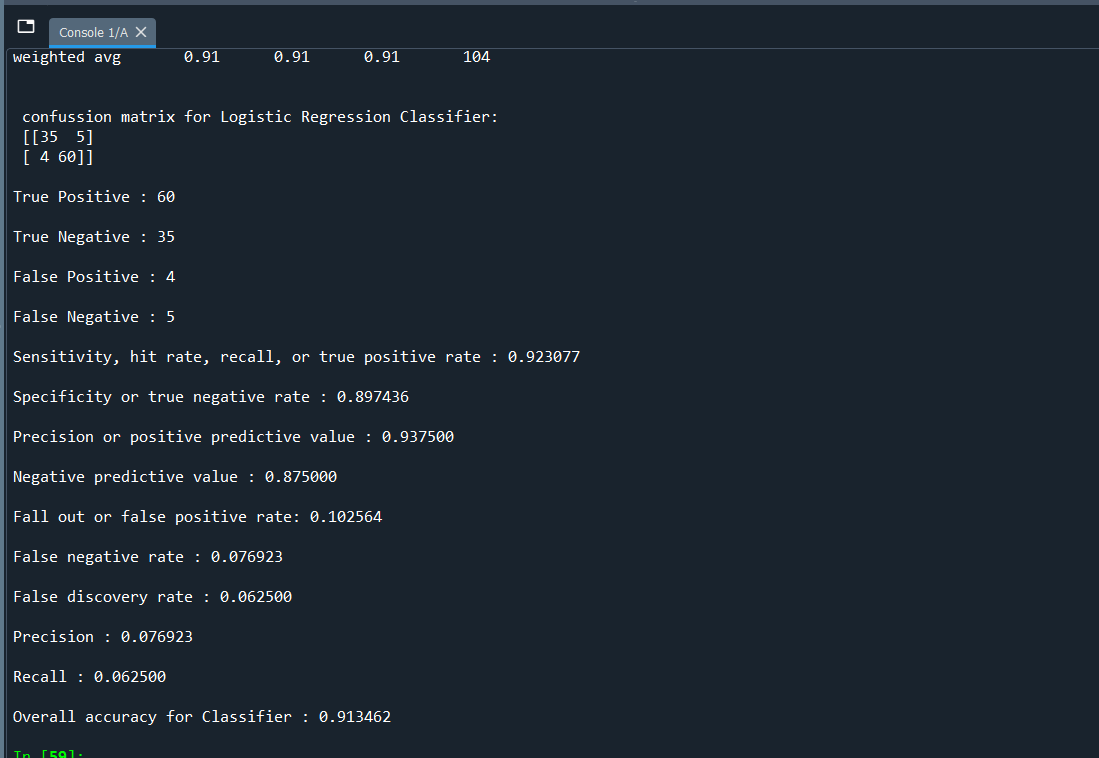 Console 1/A
weighted avg 0.91 0.91 0.91 104
confussion matrix for Logistic Regression Classifier:
[[35 5]
[ 4 60]]
True Positive : 60
True Negative : 35
False Positive : 4
False Negative : 5
Sensitivity, hit rate, recall, or true positive rate : 0.923077
Specificity or true negative rate : 0.897436
Precision or positive predictive value : 0.937500
Negative predictive value : 0.875000
Fall out or false positive rate: 0.102564
False negative rate : 0.076923
False discovery rate : 0.062500
Precision : 0.076923
Recall : 0.062500
Overall accuracy for Classifier : 0.913462
In [59]: